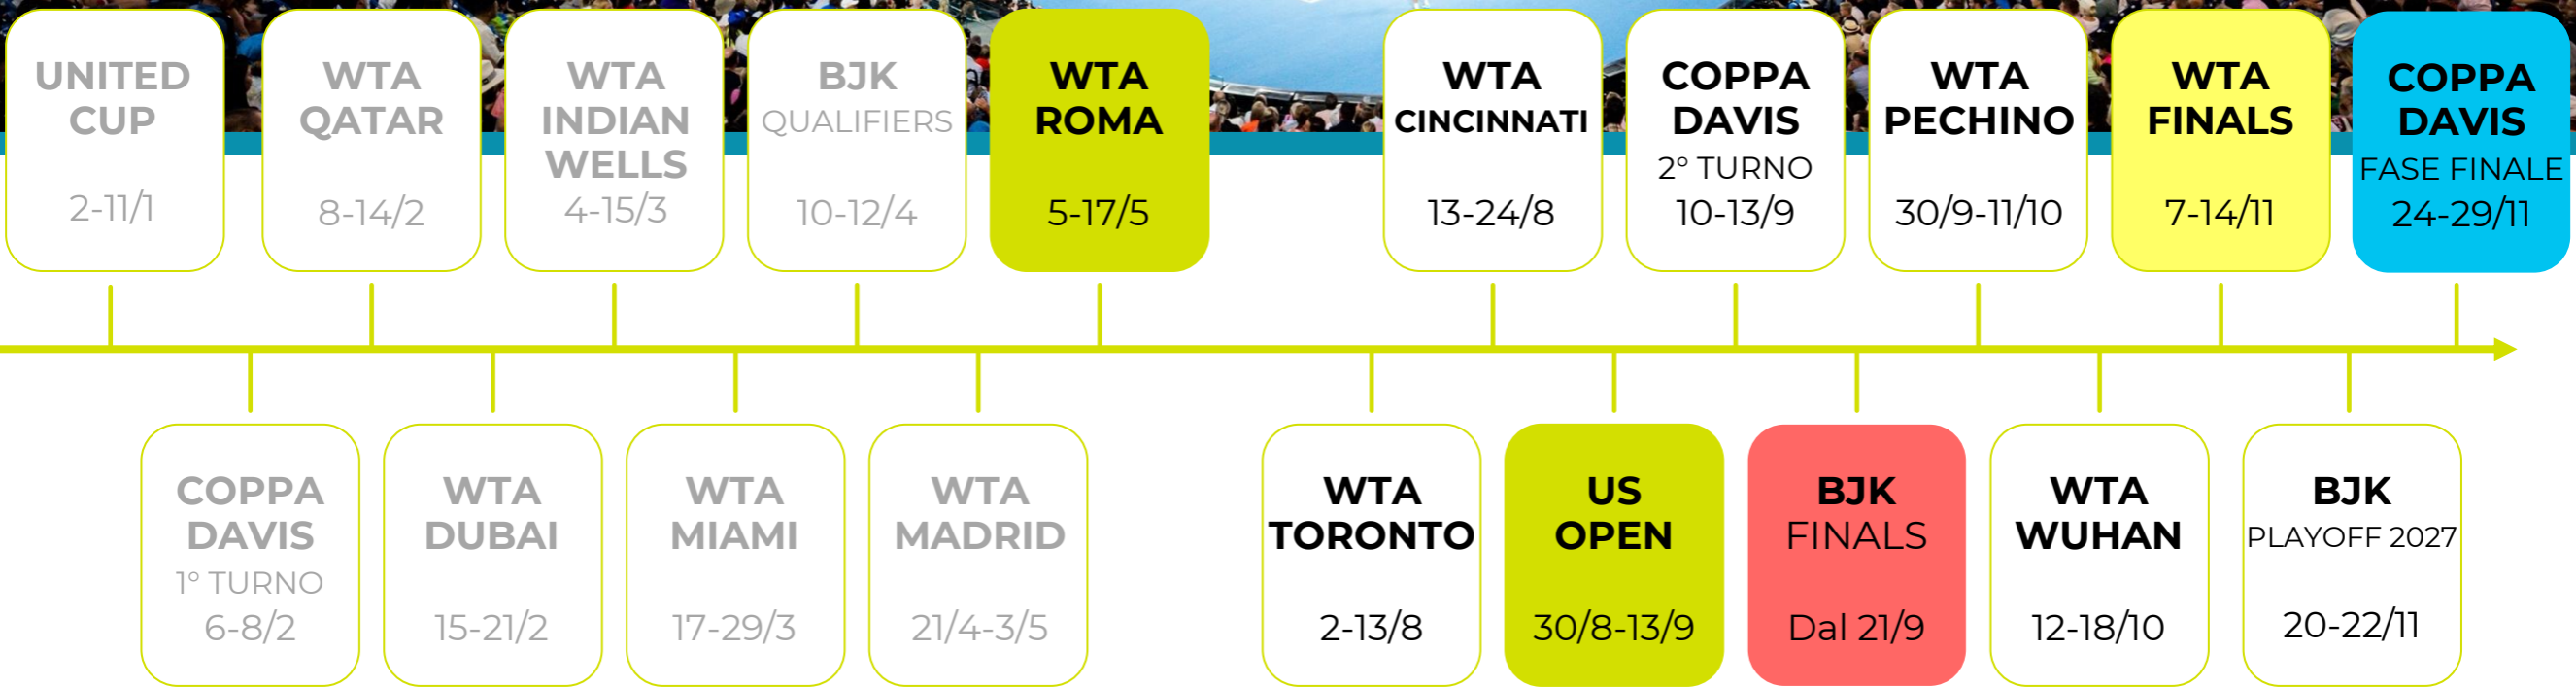 UNITED
CUP
2-11/1
WTA
QATAR
8-14/2
WTA
INDIAN
WELLS
4-15/3
BJK
QUALIFIERS
10-12/4
WTA
ROMA
5-17/5
WTA
CINCINNATI
13-24/8
COPPA
DAVIS
2° TURNO
10-13/9
WTA
PECHINO
30/9-11/10
WTA
FINALS
7-14/11
COPPA
DAVIS
FASE FINALE
24-29/11
COPPA
DAVIS
1° TURNO
6-8/2
WTA
DUBAI
15-21/2
WTA
MIAMI
17-29/3
WTA
MADRID
21/4-3/5
WTA
TORONTO
2-13/8
US
OPEN
30/8-13/9
BJK
FINALS
Dal 21/9
WTA
WUHAN
12-18/10
BJK
PLAYOFF 2027
20-22/11